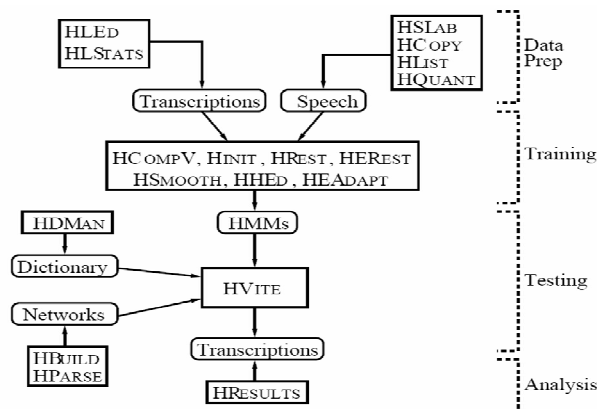 HLED
HLSTATS
HSLAB
HCOPY
HLIST
HQUANT
Data
Prep
Transcriptions
Speech
HCOMPV, HINIT, HREST, HEREST
HSMOOTH, HHED, HEADAPT
Training
HDMAN
HMMs
Dictionary
HVITE
Testing
Networks
Transcriptions
HBUILD
HPARSE
HRESULTS
Analysis